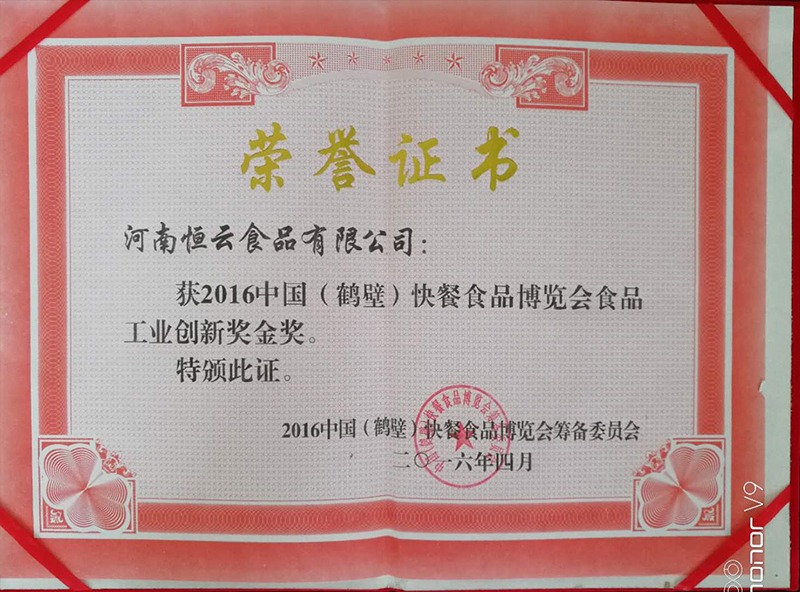 荣誉证书
河南恒云食品有限公司：
获2016中国（鹤壁）快餐食品博览会食品
工业创新奖金奖。
特颁此证。
2016中国（鹤壁）快餐食品博览会筹备委员会
二〇一六年四月
honor V9